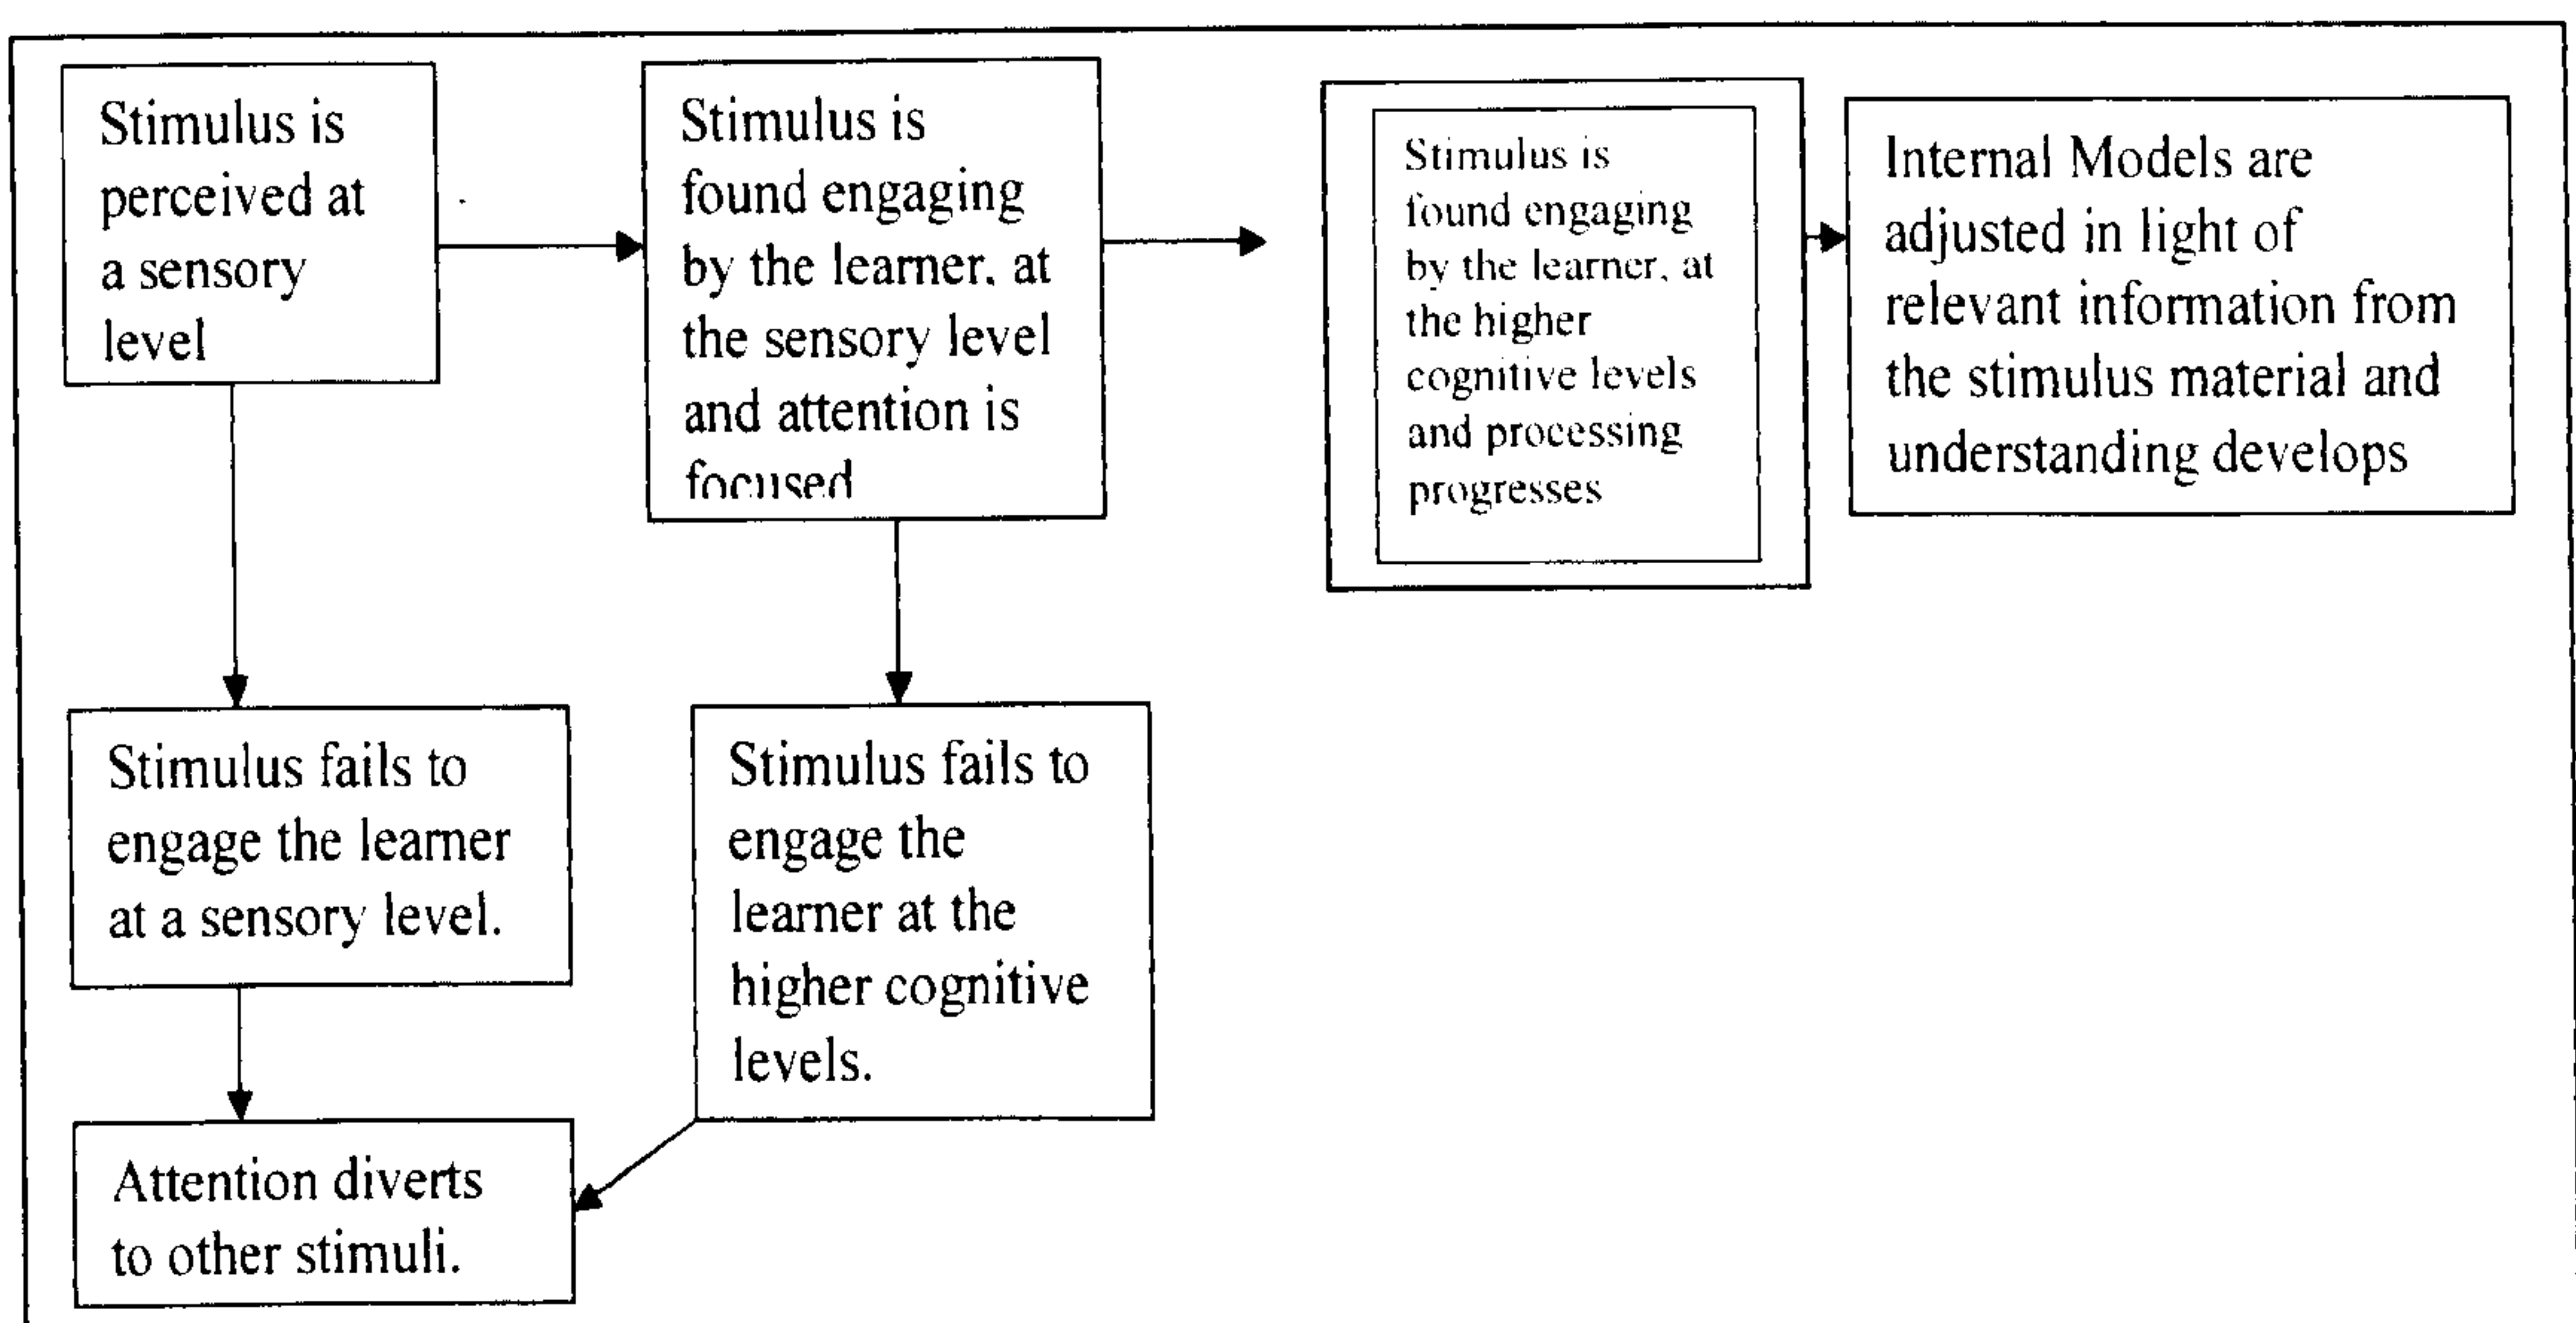 Stimulus is
perceived at
a sensory
level
Stimulus is
found engaging
by the learner, at
the sensory level
and attention is
focused
Stimulus is
found engaging
by the learner, at
the higher
cognitive levels
and processing
progresses
Internal Models are
adjusted in light of
relevant information from
the stimulus material and
understanding develops
Stimulus fails to
engage the learner
at a sensory level.
Stimulus fails to
engage the
learner at the
higher cognitive
levels.
Attention diverts
to other stimuli.